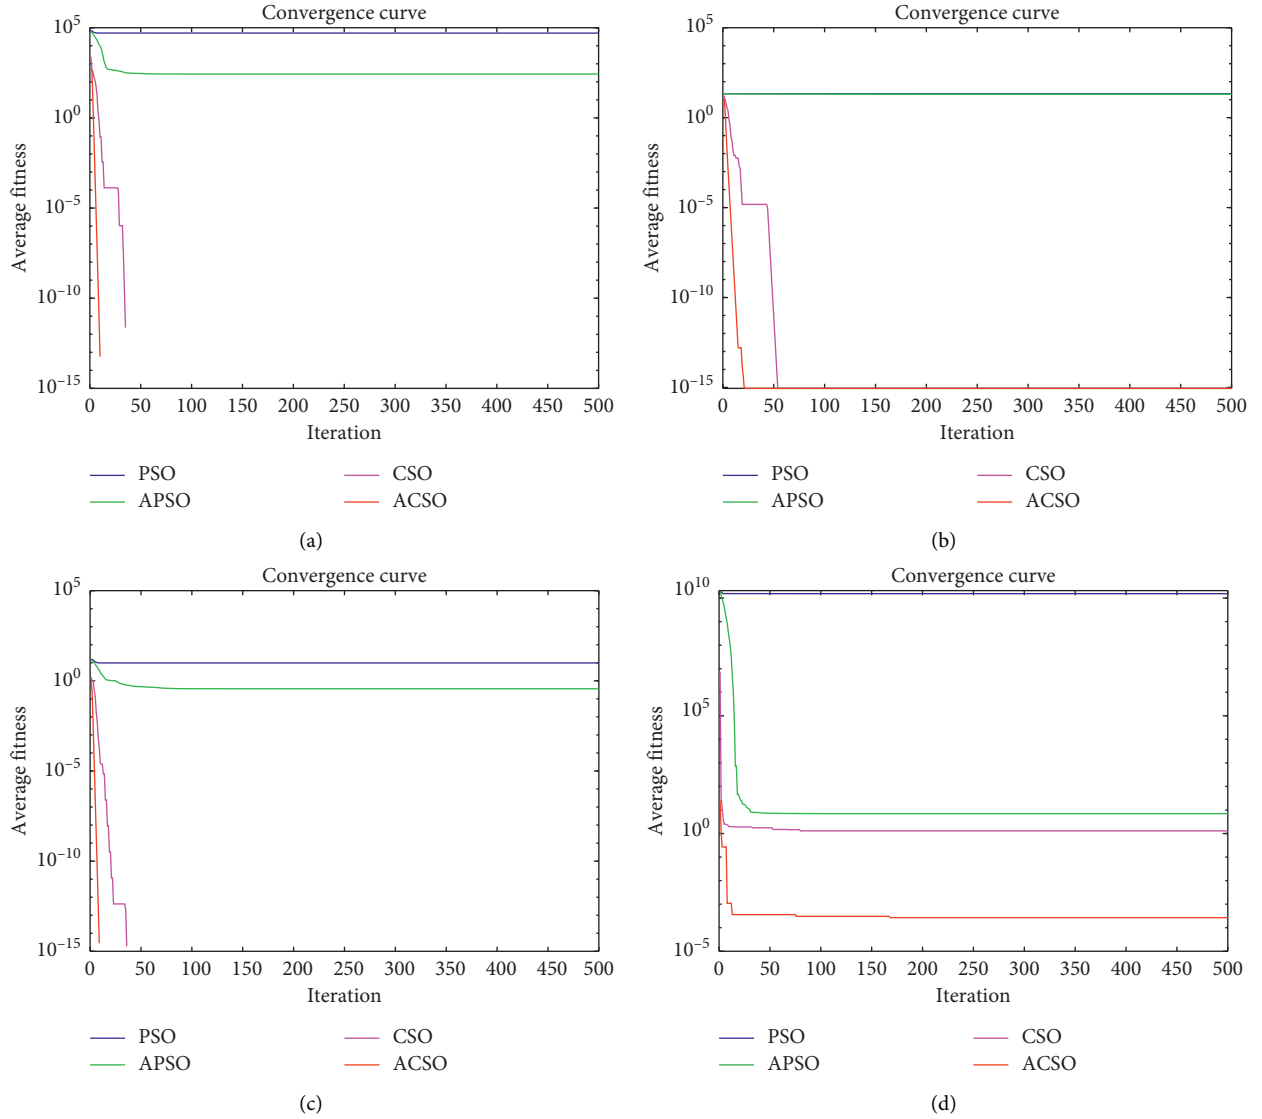 Convergence curve
10^5
10^0
10^–5
10^–10
10^–15
Average fitness
0 50 100 150 200 250 300 350 400 450 500
Iteration
PSO CSO
APSO ACSO
(a)
Convergence curve
10^5
10^0
10^–5
10^–10
10^–15
Average fitness
0 50 100 150 200 250 300 350 400 450 500
Iteration
PSO CSO
APSO ACSO
(b)
Convergence curve
10^5
10^0
10^–5
10^–10
10^–15
Average fitness
0 50 100 150 200 250 300 350 400 450 500
Iteration
PSO CSO
APSO ACSO
(c)
Convergence curve
10^10
10^5
10^0
10^–5
Average fitness
0 50 100 150 200 250 300 350 400 450 500
Iteration
PSO CSO
APSO ACSO
(d)